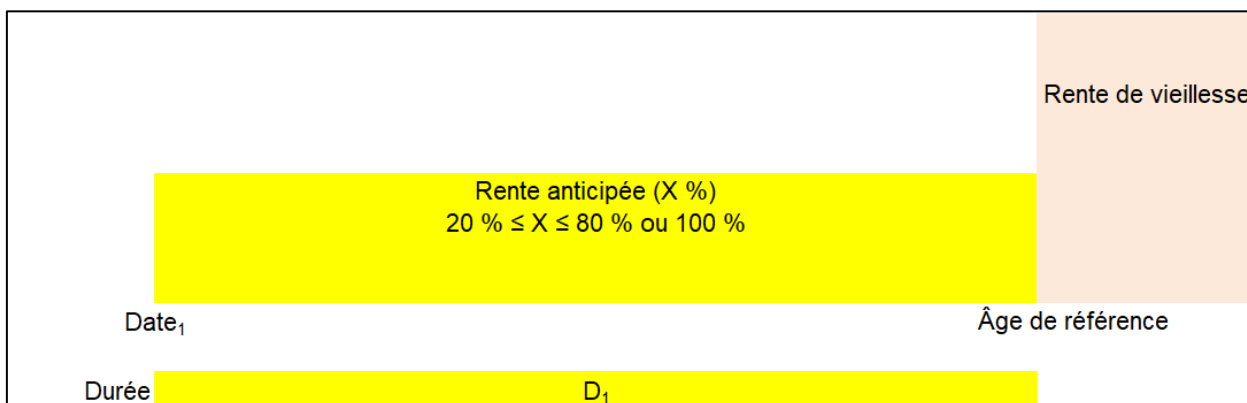 Rente de vieillesse
Rente anticipée (X %)
20 % ≤ X ≤ 80 % ou 100 %
Date₁
Âge de référence
Durée
D₁